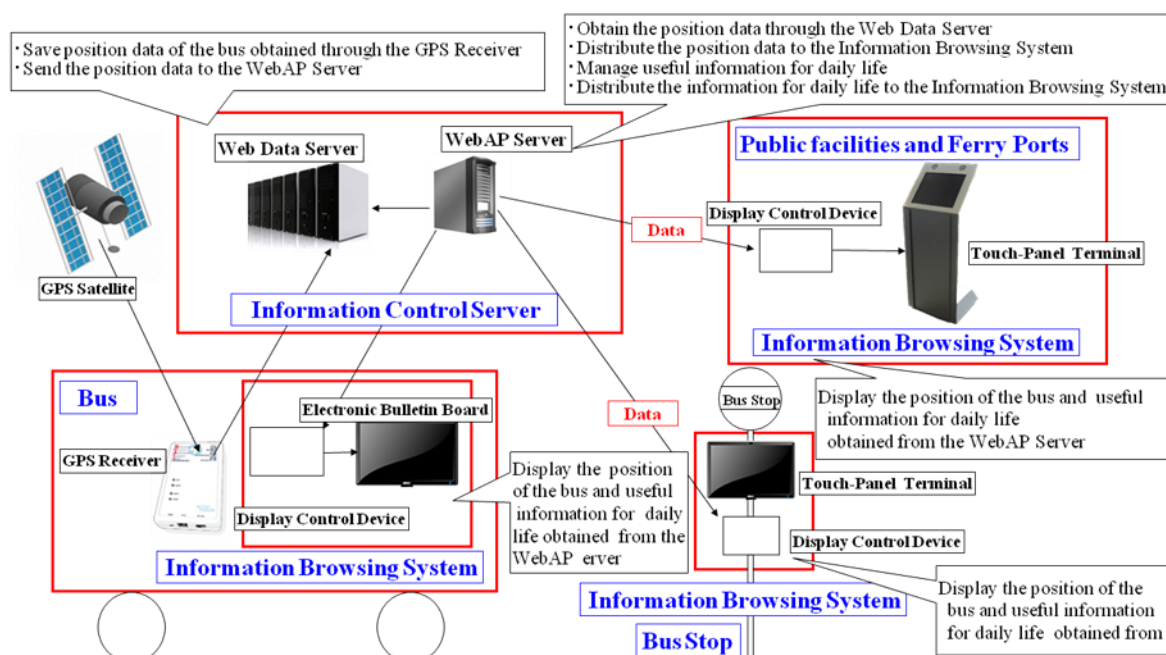 · Save position data of the bus obtained through the GPS Receiver
· Send the position data to the WebAP Server
· Obtain the position data through the Web Data Server
· Distribute the position data to the Information Browsing System
· Manage useful information for daily life
· Distribute the information for daily life to the Information Browsing System
Web Data Server
WebAP Server
Information Control Server
GPS Satellite
Public facilities and Ferry Ports
Display Control Device
Data
Touch-Panel Terminal
Information Browsing System
Display the position of the bus and useful
information for daily life
obtained from the WebAP Server
Bus
Electronic Bulletin Board
GPS Receiver
Display Control Device
Information Browsing System
Display the position
of the bus and useful
information for daily
life obtained from the
WebAP erver
Data
Bus Stop
Touch-Panel Terminal
Display Control Device
Information Browsing System
Bus Stop
Display the position of the
bus and useful information
for daily life obtained from